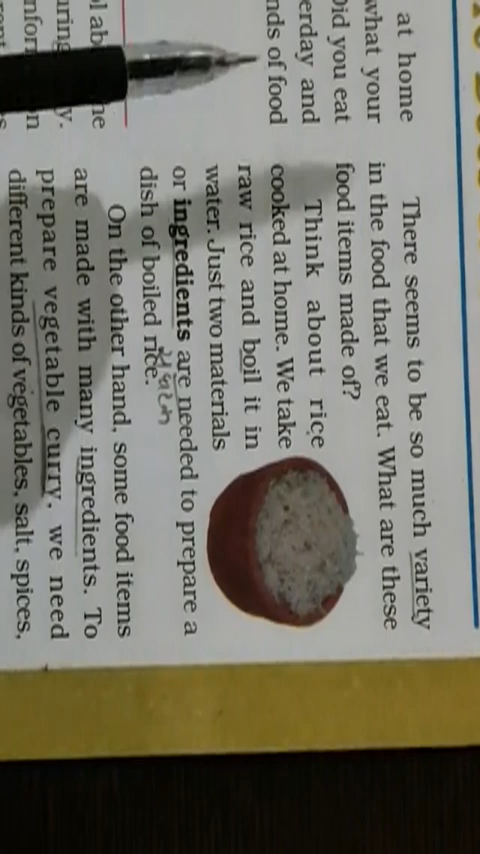 at home
what your
Did you eat
erday and
nds of food
There seems to be so much variety
in the food that we eat. What are these
food items made of?
Think about rice
cooked at home. We take
raw rice and boil it in
water. Just two materials
or ingredients are needed to prepare a
dish of boiled rice.
On the other hand, some food items
are made with many ingredients. To
prepare vegetable curry, we need
different kinds of vegetables, salt, spices,